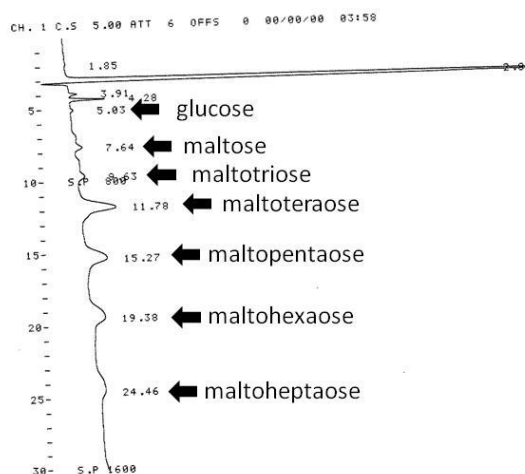 CH. 1 C.S 5.00 ATT 6 OFFS 0 00/00/00 03:58
1.85
3.91
4.28
5-
5.03 glucose
7.64 maltose
maltotriose
10
S.P 800
11.78 maltoteraose
15
15.27 maltopentaose
19.38 maltohexaose
20
24.46 maltoheptaose
25
30- S.P 1600